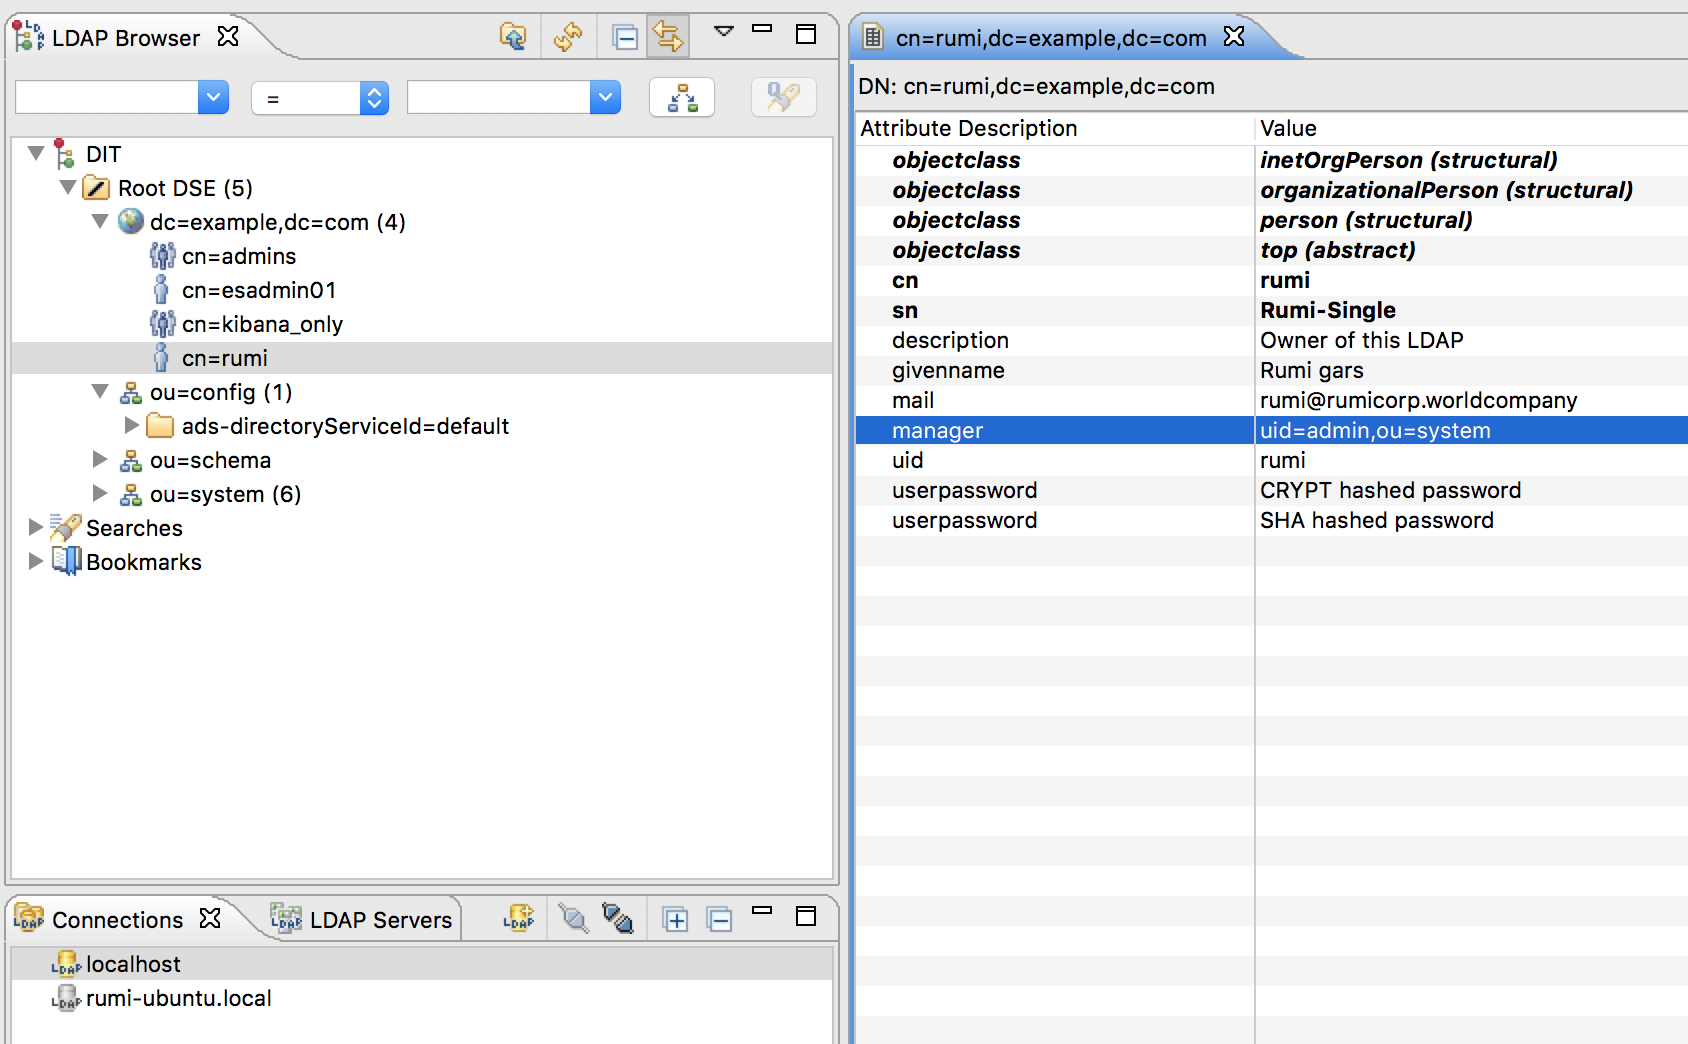 LDAP Browser
=
DIT
Root DSE (5)
dc=example,dc=com (4)
cn=admins
cn=esadmin01
cn=kibana_only
cn=rumi
ou=config (1)
ads-directoryServiceId=default
ou=schema
ou=system (6)
Searches
Bookmarks
Connections
LDAP Servers
LDAP
localhost
rumi-ubuntu.local
cn=rumi,dc=example,dc=com
DN: cn=rumi,dc=example,dc=com
Attribute Description Value
objectclass inetOrgPerson (structural)
objectclass organizationalPerson (structural)
objectclass person (structural)
objectclass top (abstract)
cn rumi
sn Rumi-Single
description Owner of this LDAP
givenname Rumi gars
mail rumi@rumicorp.worldcompany
manager uid=admin,ou=system
uid rumi
userpassword CRYPT hashed password
userpassword SHA hashed password